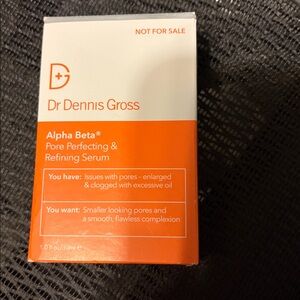 NOT FOR SALE
Dr Dennis Gross
Alpha Beta®
Pore Perfecting &
Refining Serum
You have: Issues with pores – enlarged
& clogged with excessive oil
You want: Smaller looking pores and
a smooth, flawless complexion